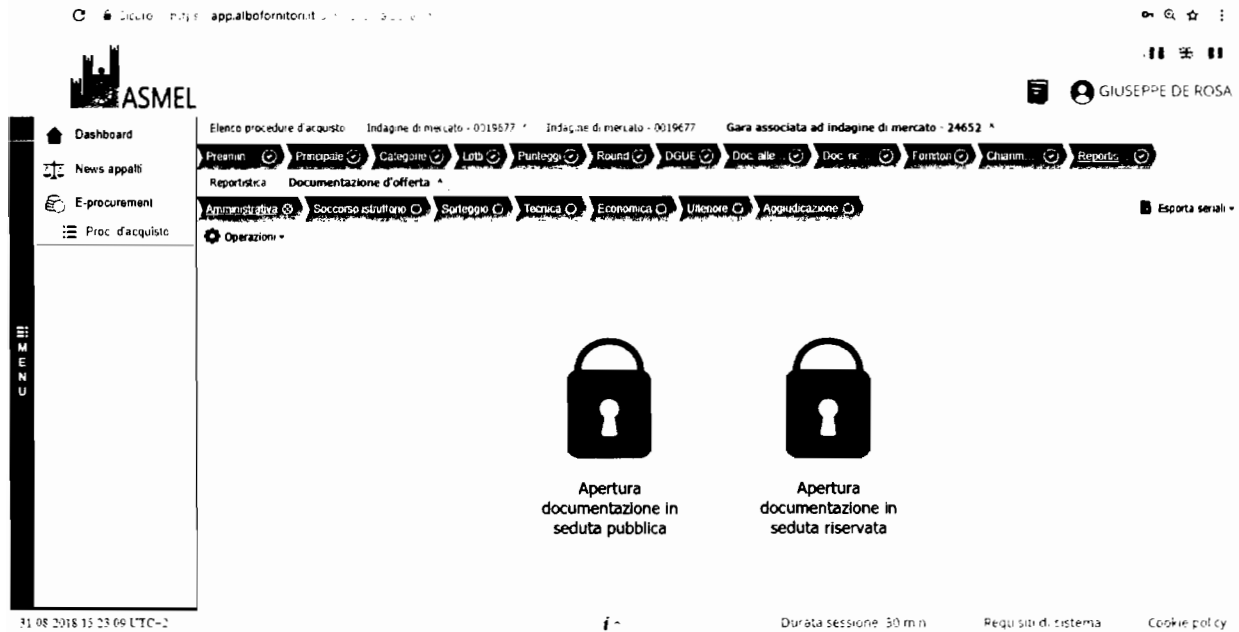 app.albofornitori.it
ASMEL
GIUSEPPE DE ROSA
Dashboard
News appalti
E-procurement
Proc. d'acquisto
MENU
Elenco procedure d'acquisto Indagine di mercato - 0019677 Indagine di mercato - 0019677 Gara associata ad indagine di mercato - 24652
Principale Categorie Lotti Punteggi Round DGUE Doc. alle Fornitori Reportis
Reportistica Documentazione d'offerta
Amministrativa Soccorso istruttorio Sorteggio Tecnica Economica Ulteriore Aggiudicazione
Esporta seriali
Operazioni
Apertura
documentazione in
seduta pubblica
Apertura
documentazione in
seduta riservata
31 08 2018 15 23 09 UTC+2 i Durata sessione 30 min Requisiti di sistema Cookie policy